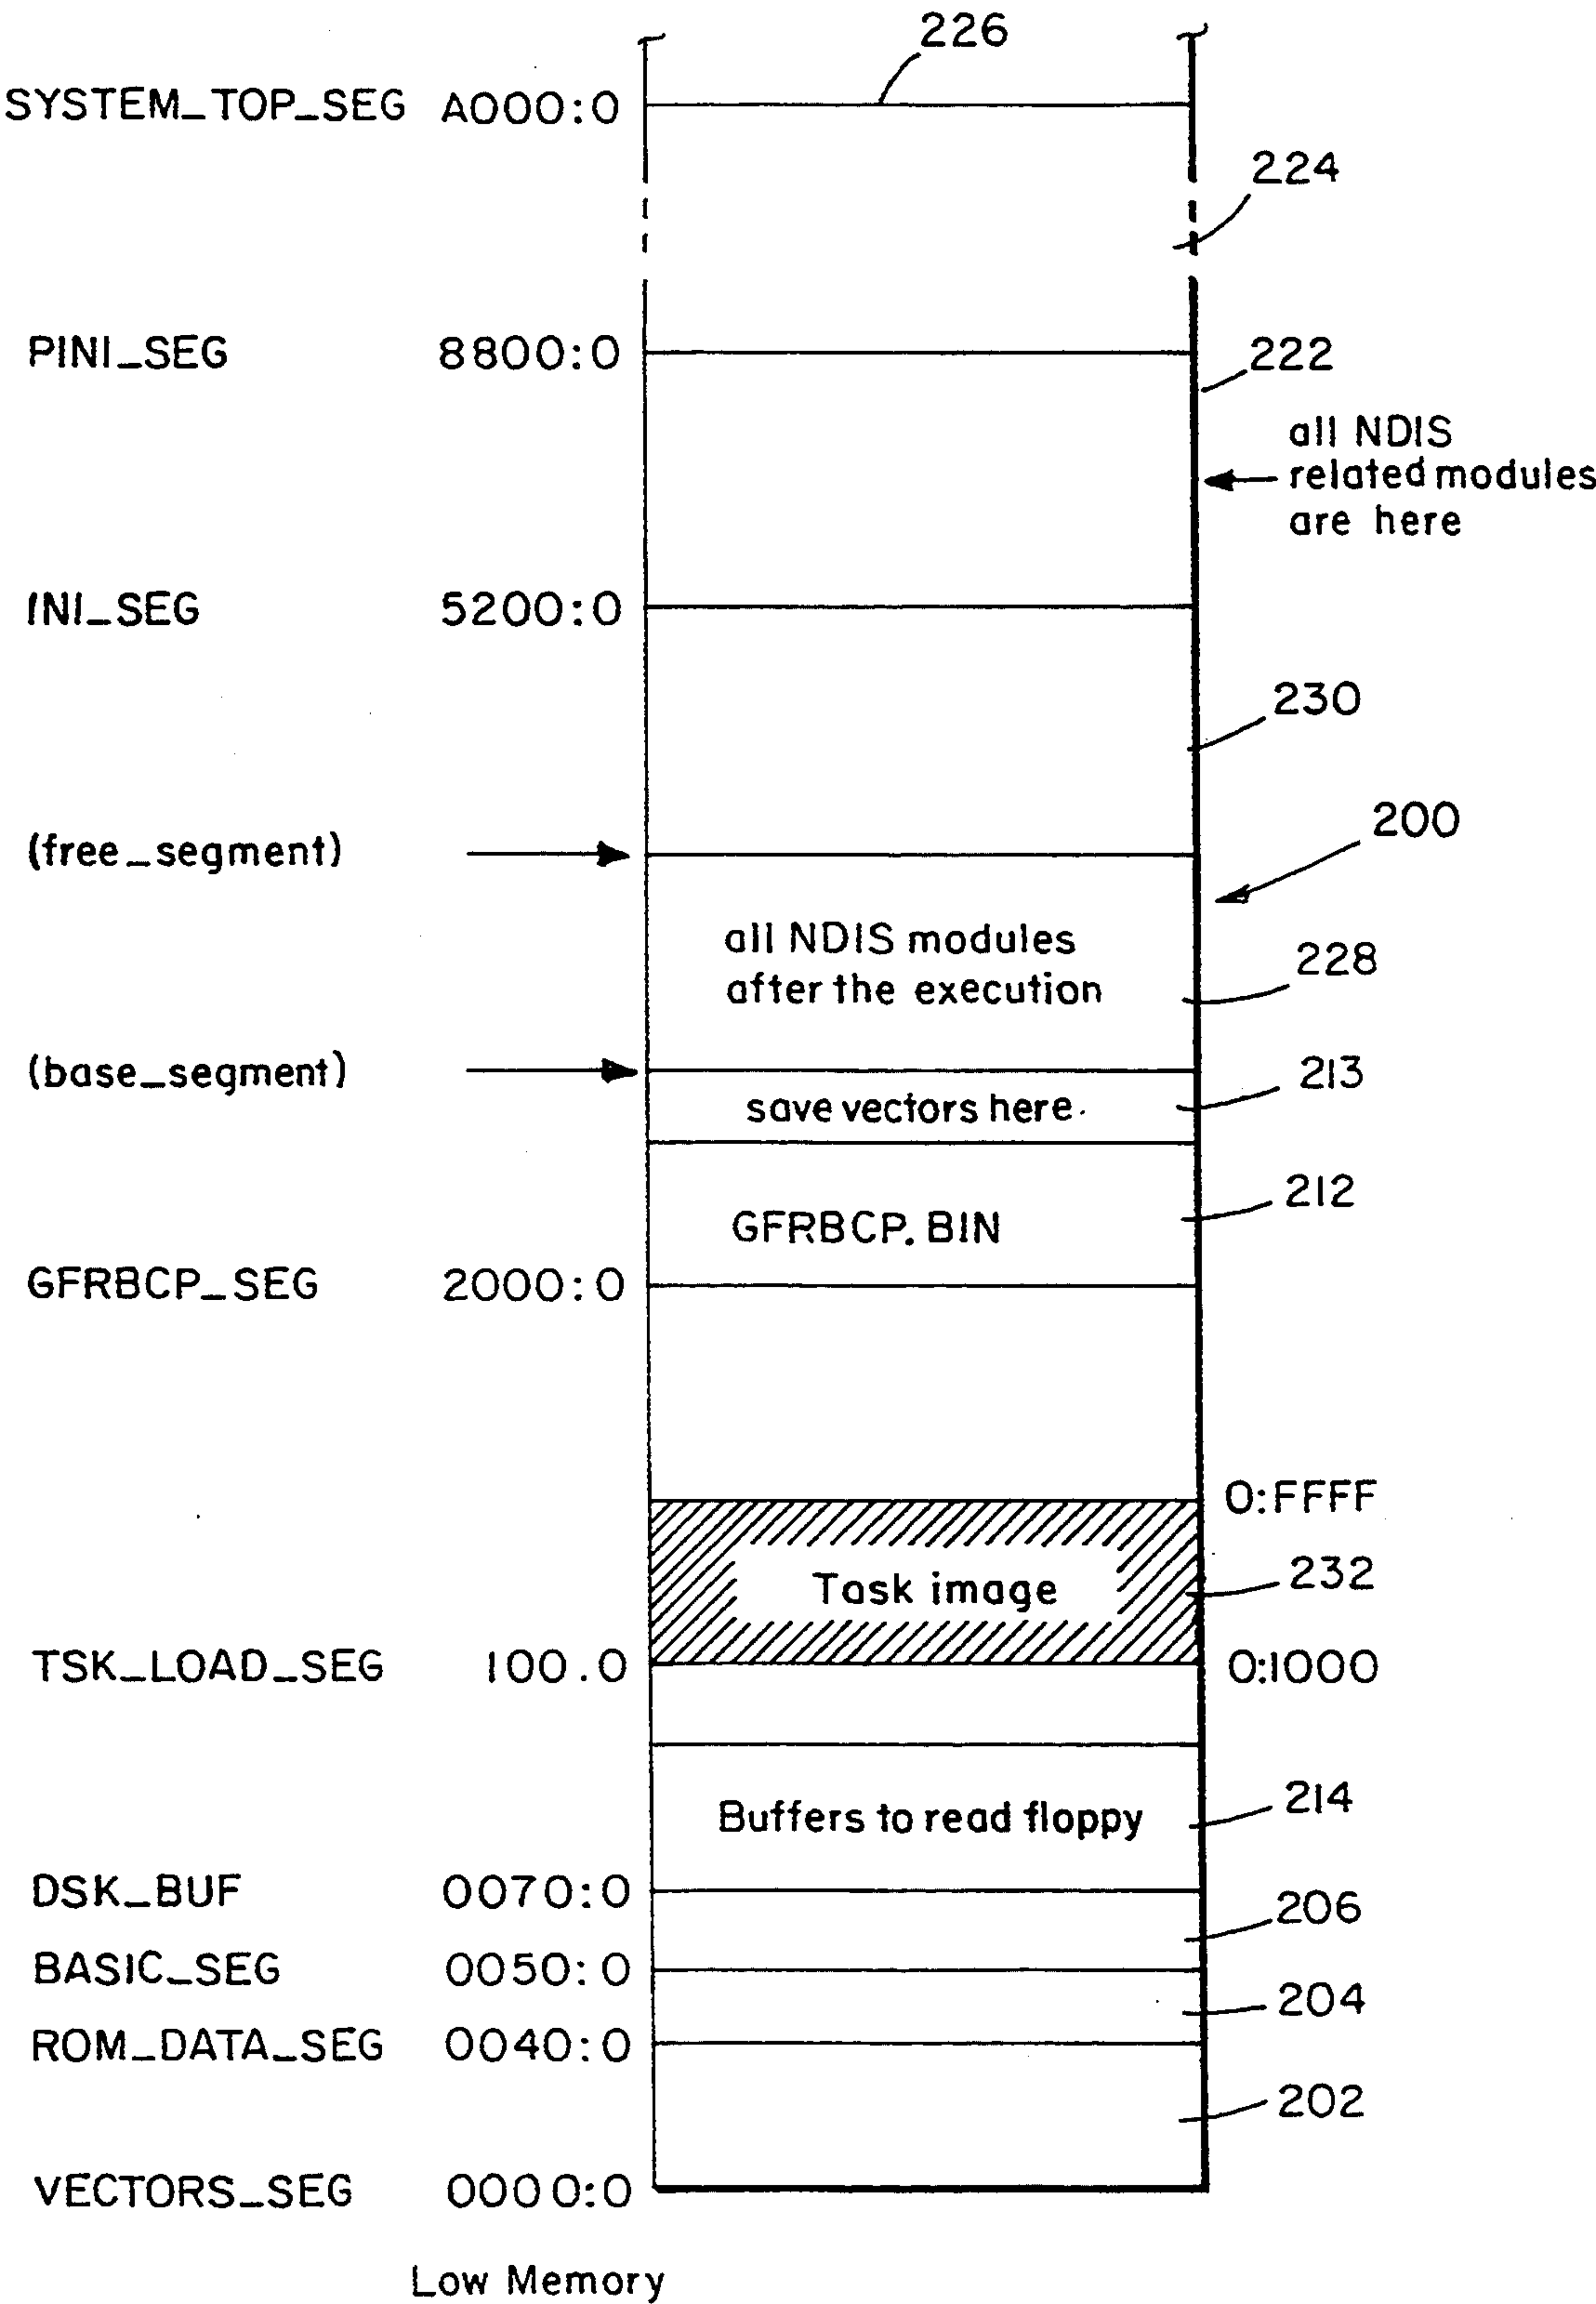 226
SYSTEM_TOP_SEG A000:0
224
PINI_SEG 8800:0
222
all NDIS
related modules
are here
INI_SEG 5200:0
230
200
(free_segment)
all NDIS modules
after the execution
228
(base_segment)
213
save vectors here.
212
GFRBCP.BIN
GFRBCP_SEG 2000:0
0:FFFF
Task image
232
TSK_LOAD_SEG 100.0 0:1000
Buffers to read floppy
214
DSK_BUF 0070:0
206
BASIC_SEG 0050:0
204
ROM_DATA_SEG 0040:0
202
VECTORS_SEG 0000:0
Low Memory